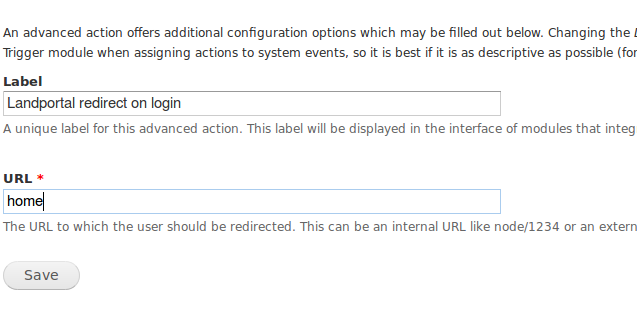 An advanced action offers additional configuration options which may be filled out below. Changing the
Trigger module when assigning actions to system events, so it is best if it is as descriptive as possible (for
Label
Landportal redirect on login
A unique label for this advanced action. This label will be displayed in the interface of modules that integ
URL *
home
The URL to which the user should be redirected. This can be an internal URL like node/1234 or an extern
Save